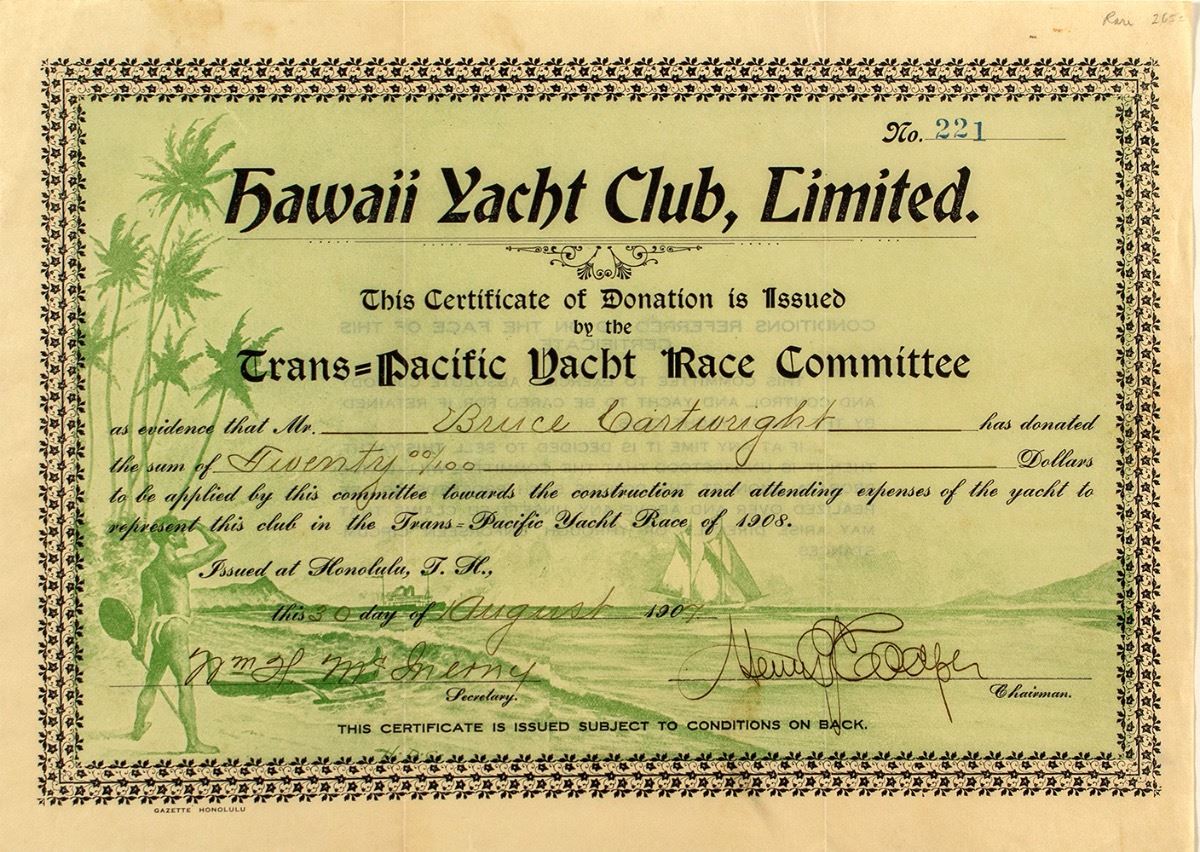 Rare
No. 221
Hawaii Yacht Club, Limited.
This Certificate of Donation is Issued
by the
Trans=Pacific Yacht Race Committee
as evidence that Mr. Bruce Cartwright has donated
the sum of Twenty 00/100 Dollars
to be applied by this committee towards the construction and attending expenses of the yacht to
represent this club in the Trans=Pacific Yacht Race of 1908.
Issued at Honolulu, T. H.,
this 30 day of August 1907
Wm H McInerny
Secretary.
Chairman.
THIS CERTIFICATE IS ISSUED SUBJECT TO CONDITIONS ON BACK.
GAZETTE HONOLULU